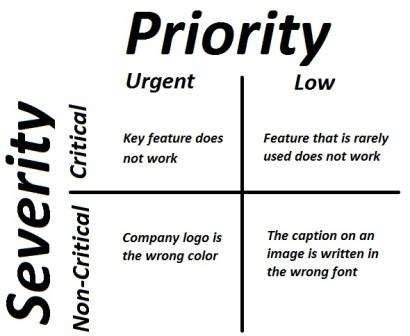 Priority
Urgent
Low
Severity
Critical
Key feature does
not work
Feature that is rarely
used does not work
Non-Critical
Company logo is
the wrong color
The caption on an
image is written in
the wrong font